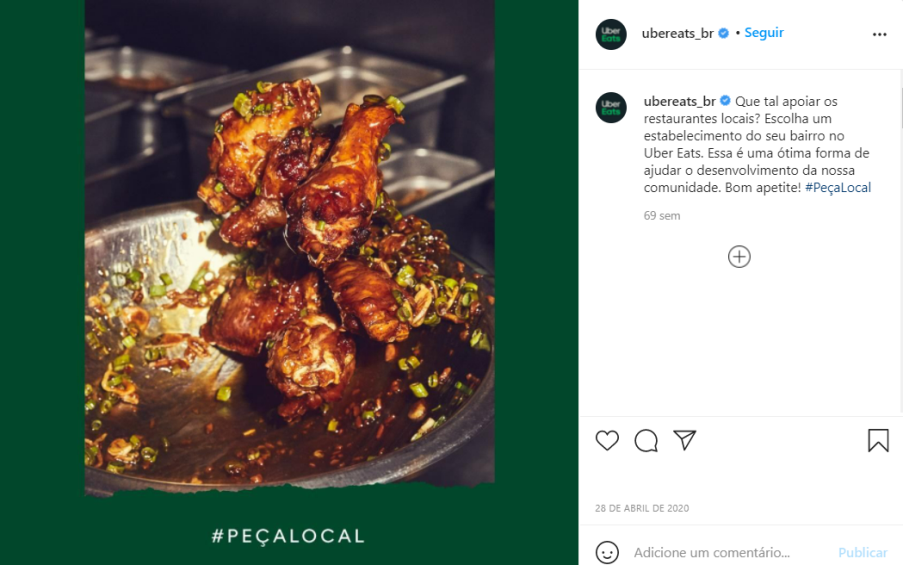 #PEÇALOCAL
Uber
Eats
ubereats_br • Seguir
Uber
Eats
ubereats_br Que tal apoiar os
restaurantes locais? Escolha um
estabelecimento do seu bairro no
Uber Eats. Essa é uma ótima forma de
ajudar o desenvolvimento da nossa
comunidade. Bom apetite! #PeçaLocal
69 sem
28 DE ABRIL DE 2020
Adicione um comentário... Publicar